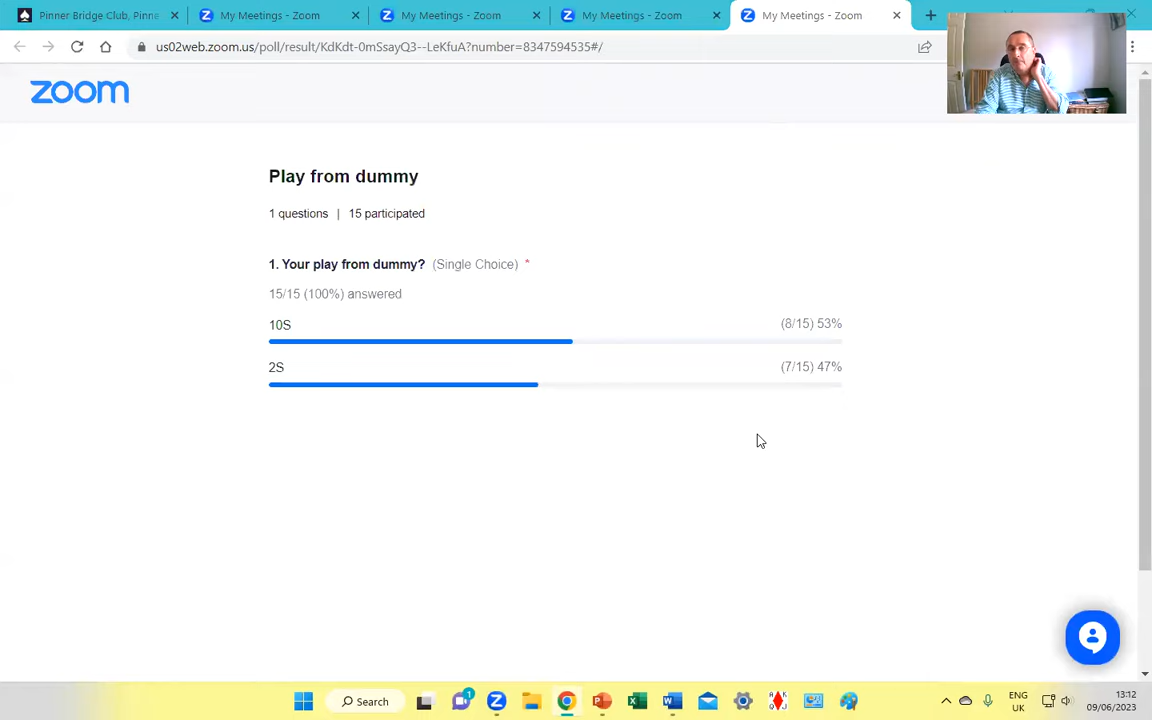 Pinner Bridge Club, Pinne
My Meetings - Zoom
My Meetings - Zoom
My Meetings - Zoom
My Meetings - Zoom
us02web.zoom.us/poll/result/KdKdt-0mSsayQ3--LeKfuA?number=8347594535#/
zoom
Play from dummy
1 questions | 15 participated
1. Your play from dummy? (Single Choice) *
15/15 (100%) answered
10S (8/15) 53%
2S (7/15) 47%
Search
1
ENG
UK
13:12
09/06/2023